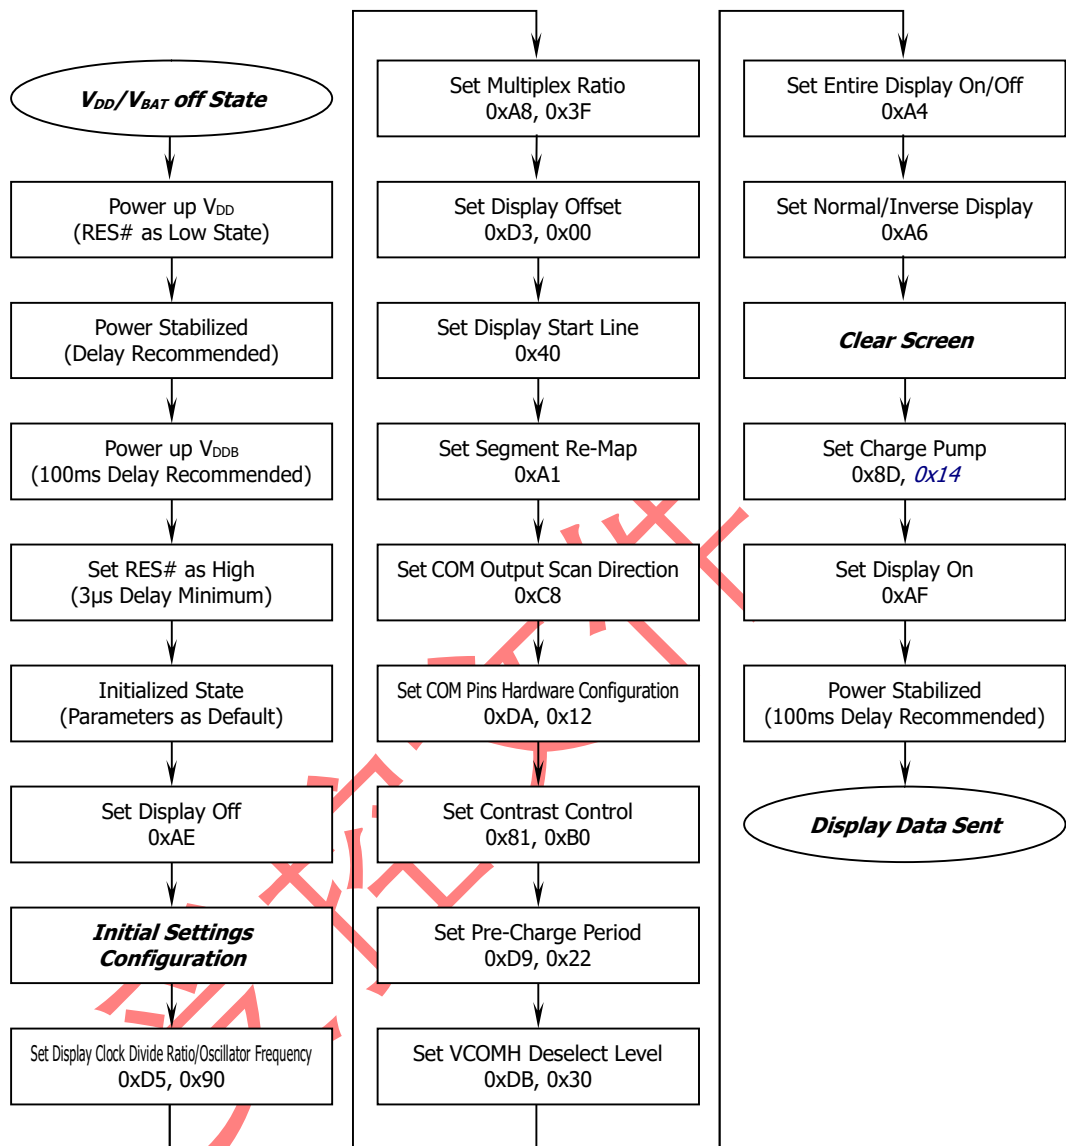 VDD/VBAT off State
Power up VDD
(RES# as Low State)
Power Stabilized
(Delay Recommended)
Power up VDDB
(100ms Delay Recommended)
Set RES# as High
(3μs Delay Minimum)
Initialized State
(Parameters as Default)
Set Display Off
0xAE
Initial Settings
Configuration
Set Display Clock Divide Ratio/Oscillator Frequency
0xD5, 0x90
Set Multiplex Ratio
0xA8, 0x3F
Set Display Offset
0xD3, 0x00
Set Display Start Line
0x40
Set Segment Re-Map
0xA1
Set COM Output Scan Direction
0xC8
Set COM Pins Hardware Configuration
0xDA, 0x12
Set Contrast Control
0x81, 0xB0
Set Pre-Charge Period
0xD9, 0x22
Set VCOMH Deselect Level
0xDB, 0x30
Set Entire Display On/Off
0xA4
Set Normal/Inverse Display
0xA6
Clear Screen
Set Charge Pump
0x8D, 0x14
Set Display On
0xAF
Power Stabilized
(100ms Delay Recommended)
Display Data Sent